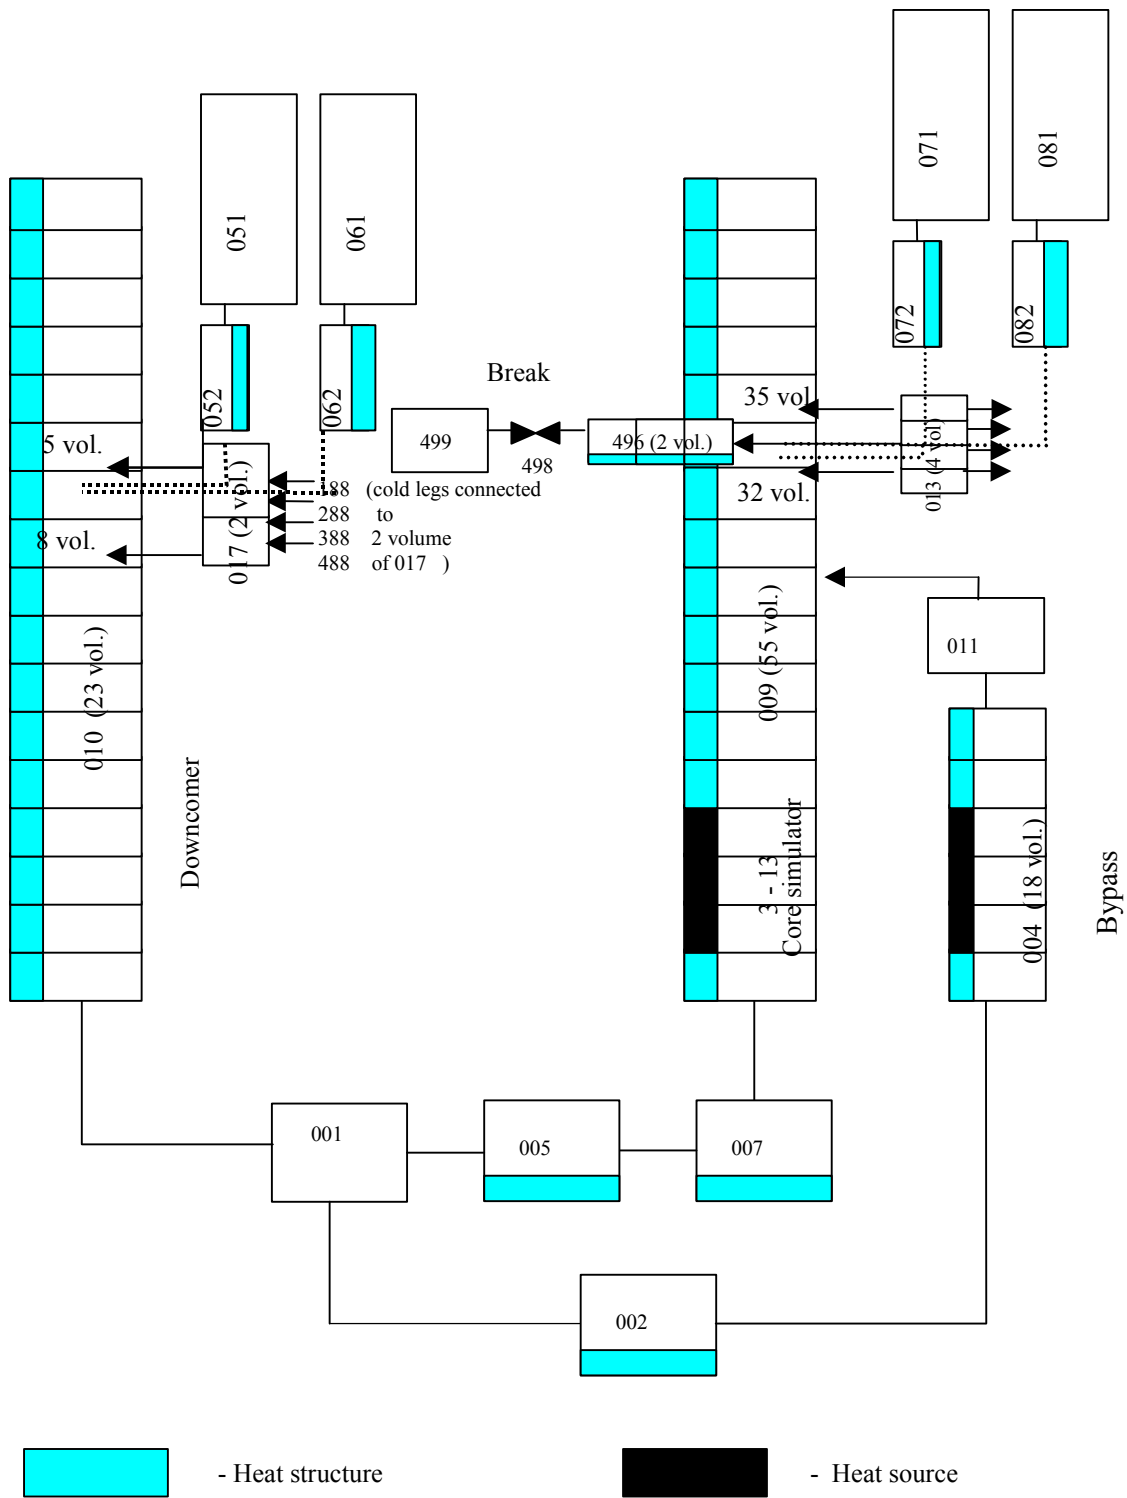 071
081
051
061
072
082
052
062
Break
35 vol.
499
496 (2 vol.)
498
5 vol.
017 (2 vol.)
188 (cold legs connected
288 to
388 2 volume
488 of 017 )
8 vol.
32 vol.
013 (4 vol)
010 (23 vol.)
Downcomer
009 (55 vol.)
011
3 - 13
Core simulator
004 (18 vol.)
Bypass
001
005
007
002
- Heat structure
- Heat source